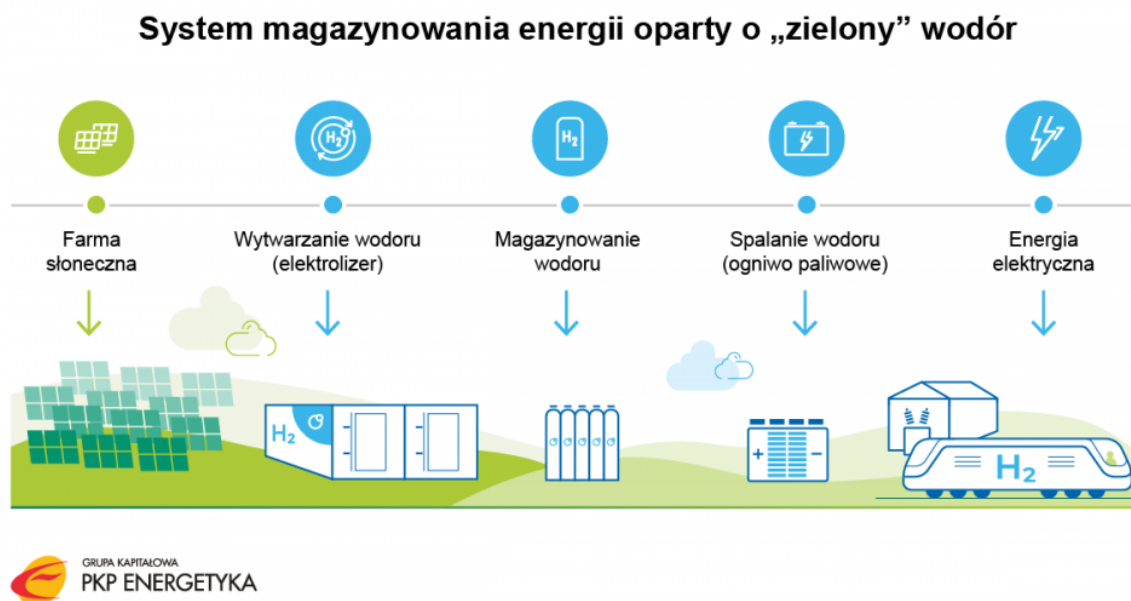 System magazynowania energii oparty o „zielony” wodór
H₂
H₂
Farma
słoneczna
Wytwarzanie wodoru
(elektrolizer)
Magazynowanie
wodoru
Spalanie wodoru
(ogniwo paliwowe)
Energia
elektryczna
H₂
+ −
H₂
GRUPA KAPITAŁOWA
PKP ENERGETYKA